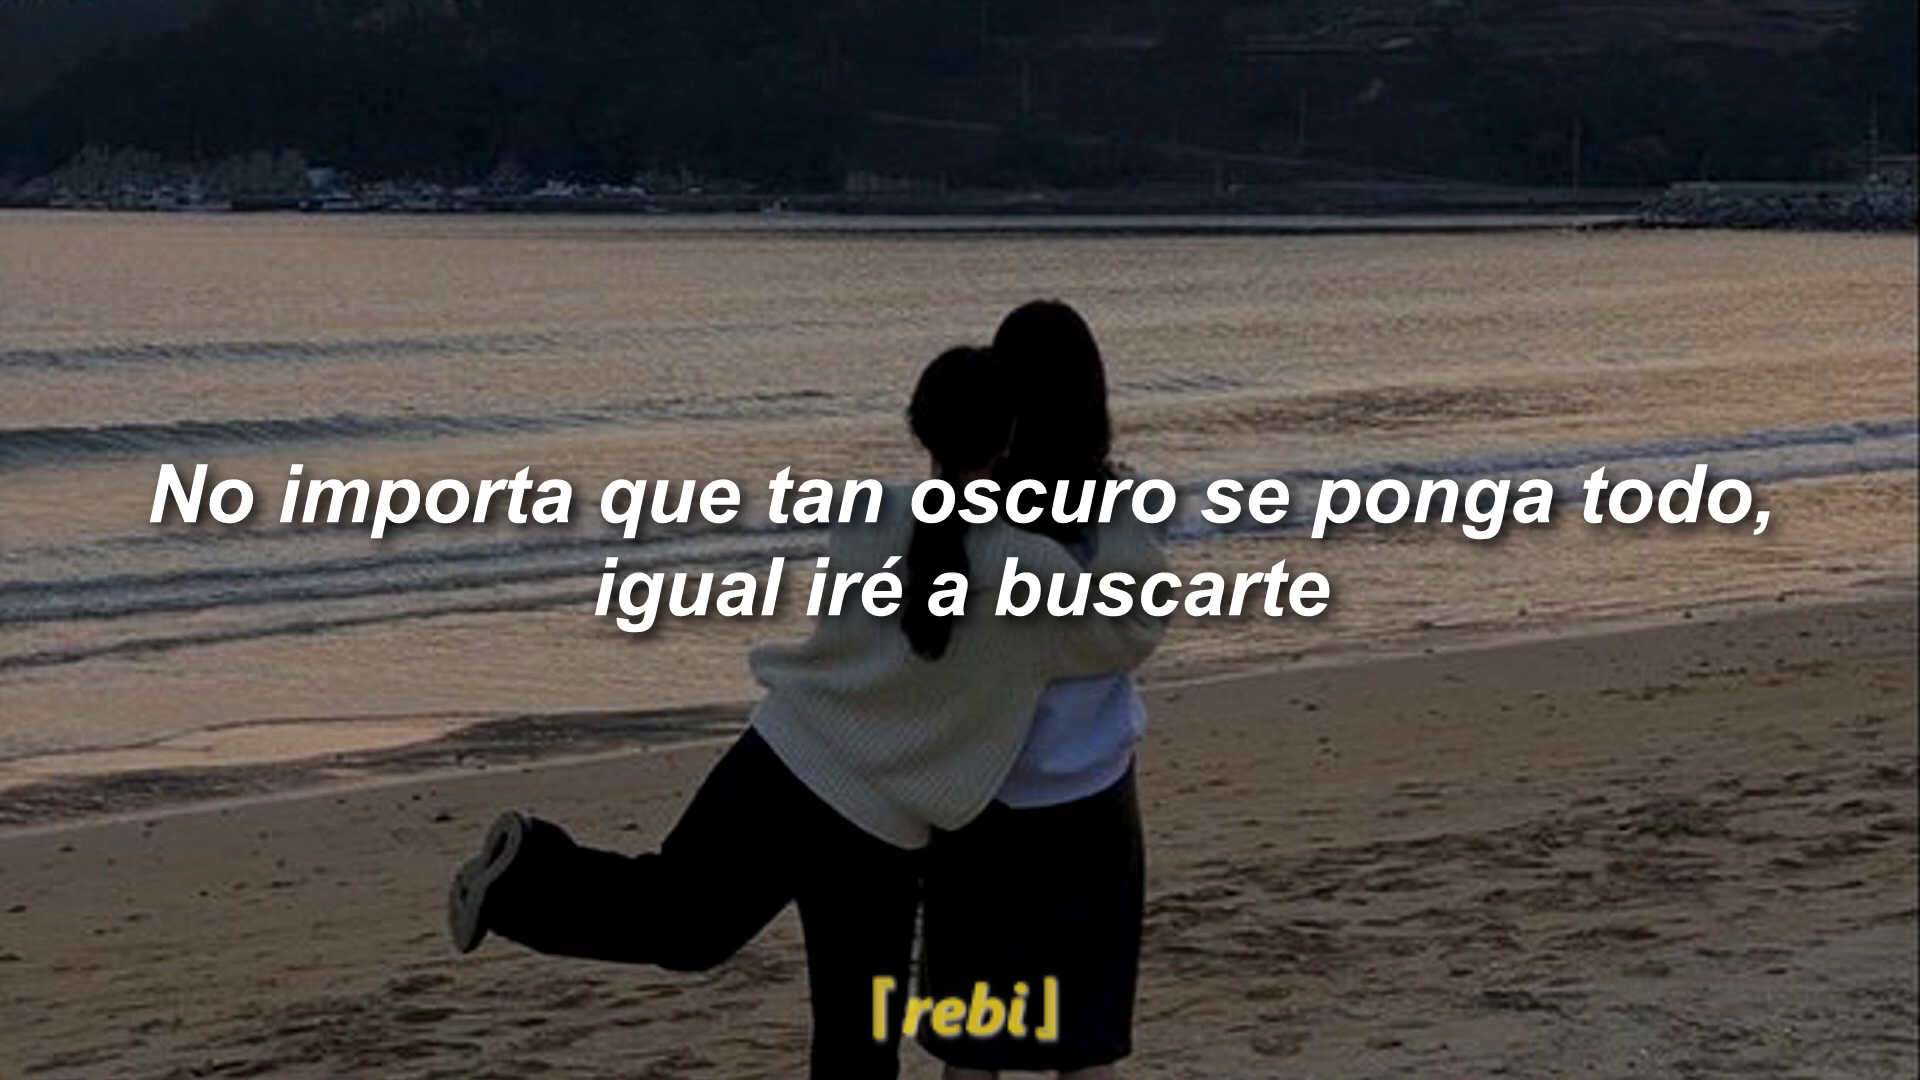 No importa que tan oscuro se ponga todo,
igual iré a buscarte
「rebi」